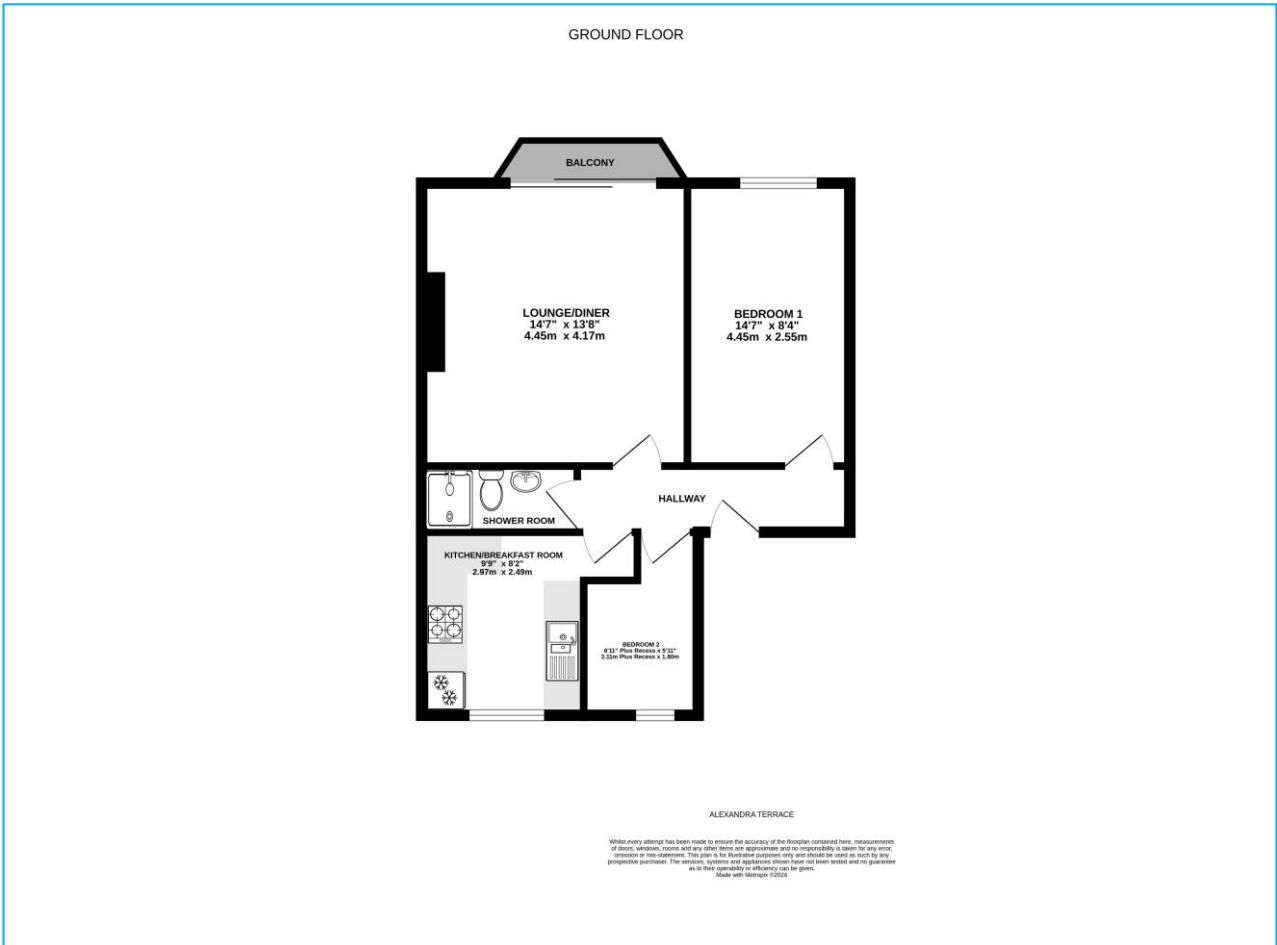 GROUND FLOOR
BALCONY
LOUNGE/DINER
14'7" x 13'8"
4.45m x 4.17m
BEDROOM 1
14'7" x 8'4"
4.45m x 2.55m
HALLWAY
SHOWER ROOM
KITCHEN/BREAKFAST ROOM
9'9" x 8'2"
2.97m x 2.49m
BEDROOM 2
6'11" Plus Recess x 5'11"
2.11m Plus Recess x 1.80m
ALEXANDRA TERRACE
Whilst every attempt has been made to ensure the accuracy of the floorplan contained here, measurements
of doors, windows, rooms and any other items are approximate and no responsibility is taken for any error,
omission or mis-statement. This plan is for illustrative purposes only and should be used as such by any
prospective purchaser. The services, systems and appliances shown have not been tested and no guarantee
as to their operability or efficiency can be given.
Made with Metropix ©2024